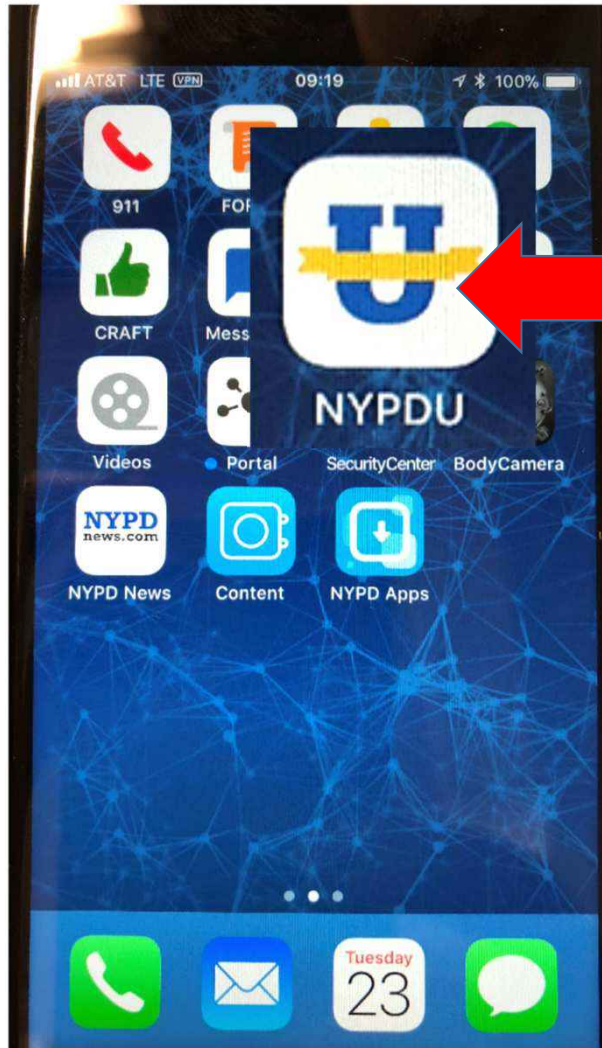 AT&T LTE VPN 09:19 100%
911
U
CRAFT Mess
NYPDU
Videos Portal SecurityCenter BodyCamera
NYPD
news.com
NYPD News Content NYPD Apps
Tuesday
23